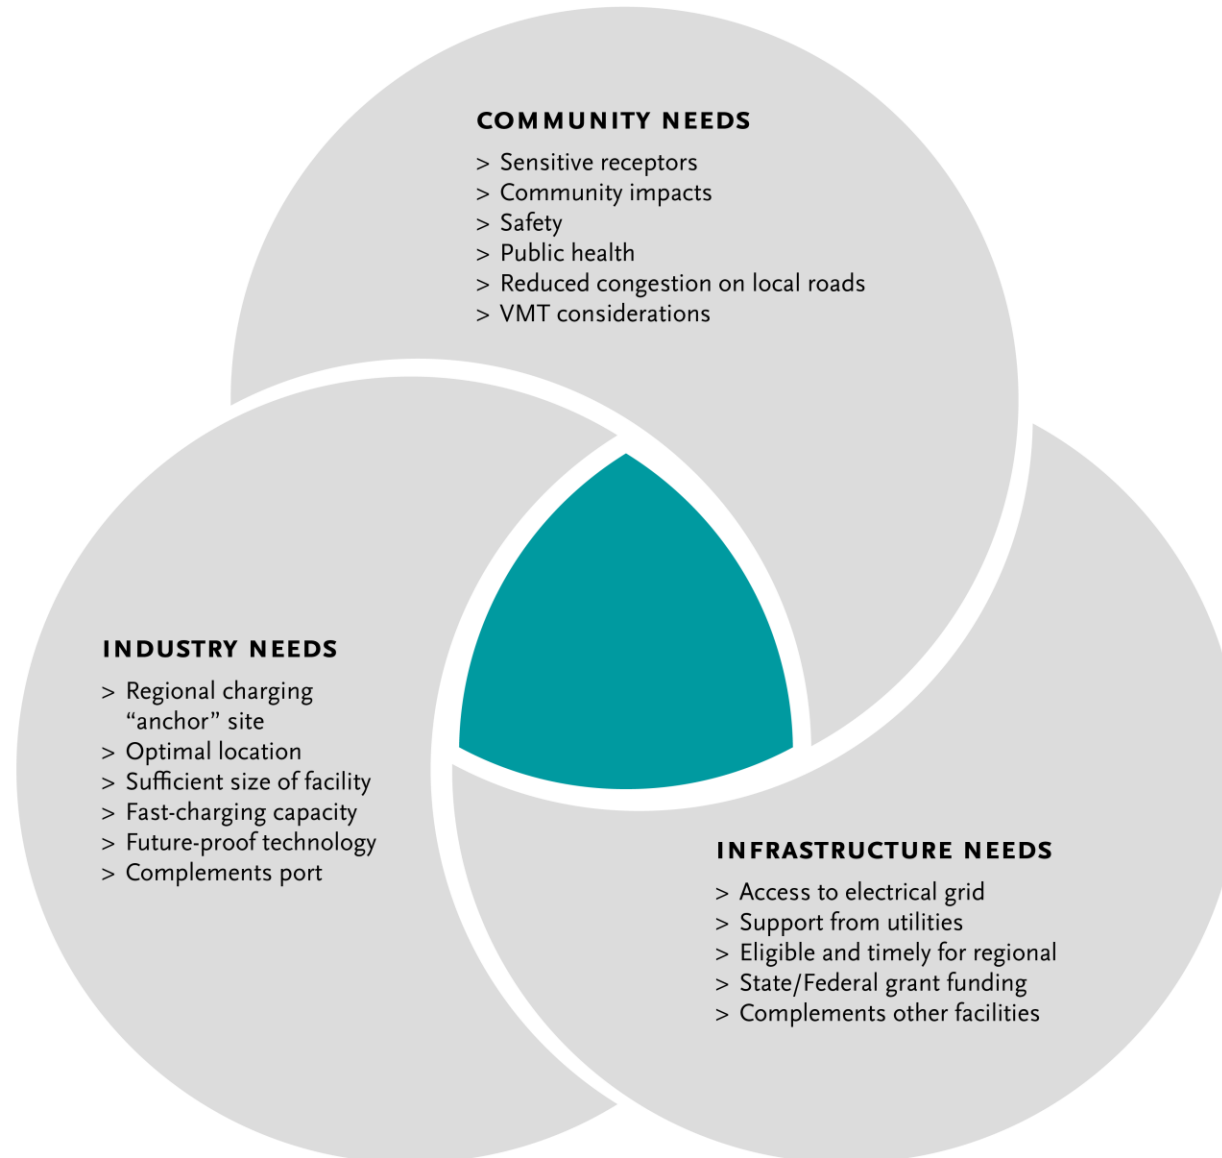 COMMUNITY NEEDS
> Sensitive receptors
> Community impacts
> Safety
> Public health
> Reduced congestion on local roads
> VMT considerations
INDUSTRY NEEDS
> Regional charging
“anchor” site
> Optimal location
> Sufficient size of facility
> Fast-charging capacity
> Future-proof technology
> Complements port
INFRASTRUCTURE NEEDS
> Access to electrical grid
> Support from utilities
> Eligible and timely for regional
> State/Federal grant funding
> Complements other facilities